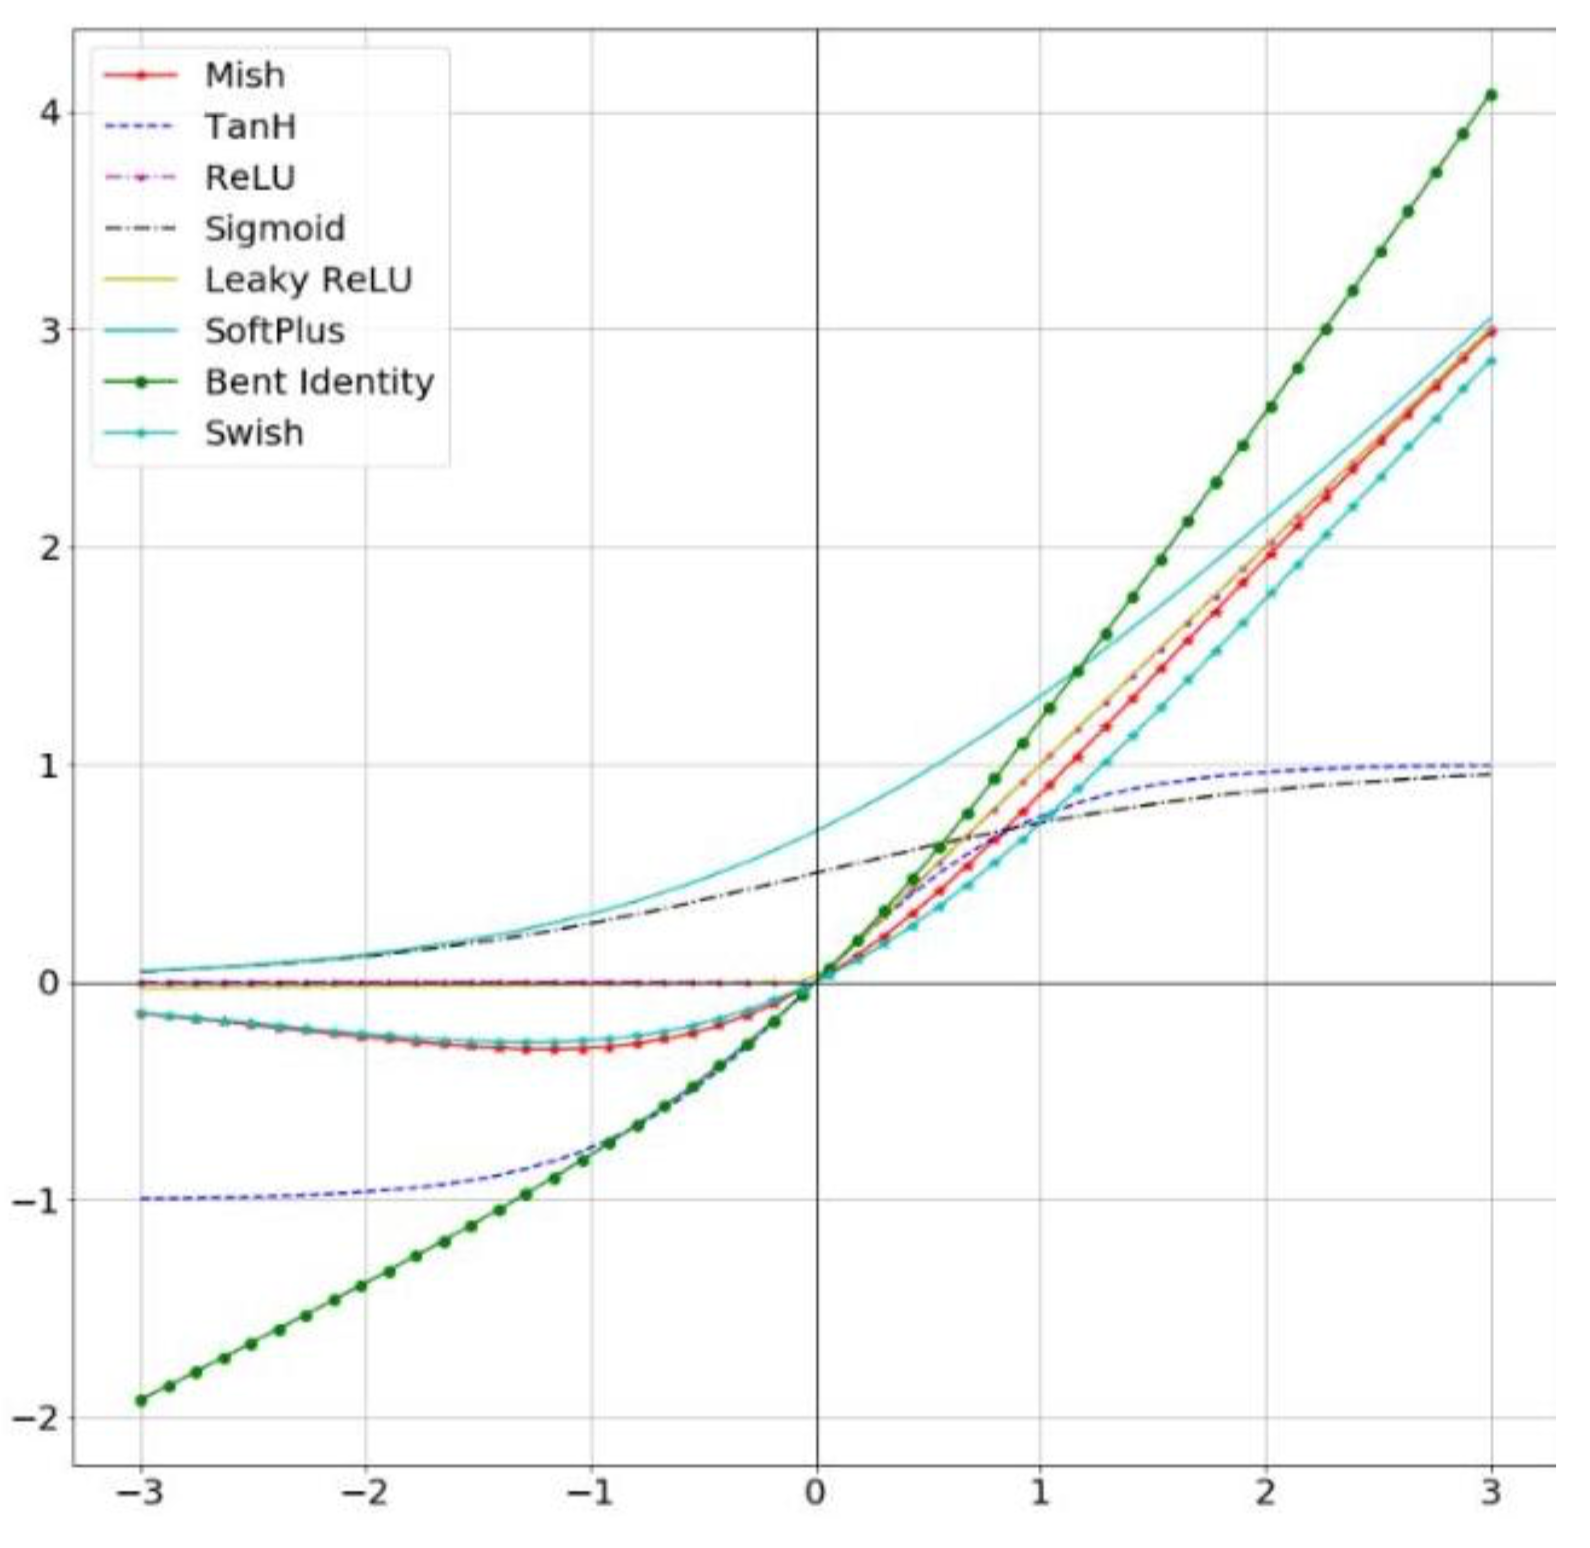 Mish
TanH
ReLU
Sigmoid
Leaky ReLU
SoftPlus
Bent Identity
Swish
4
3
2
1
0
−1
−2
−3 −2 −1 0 1 2 3